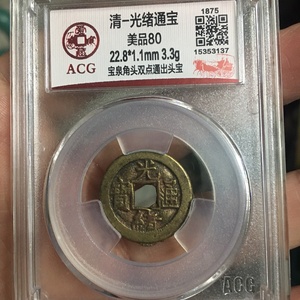 清-光绪通宝
美品80
22.8*1.1mm 3.3g
宝泉角头双点通出头宝
ACG
1875
15353137
光
緒
通
寶
ACG